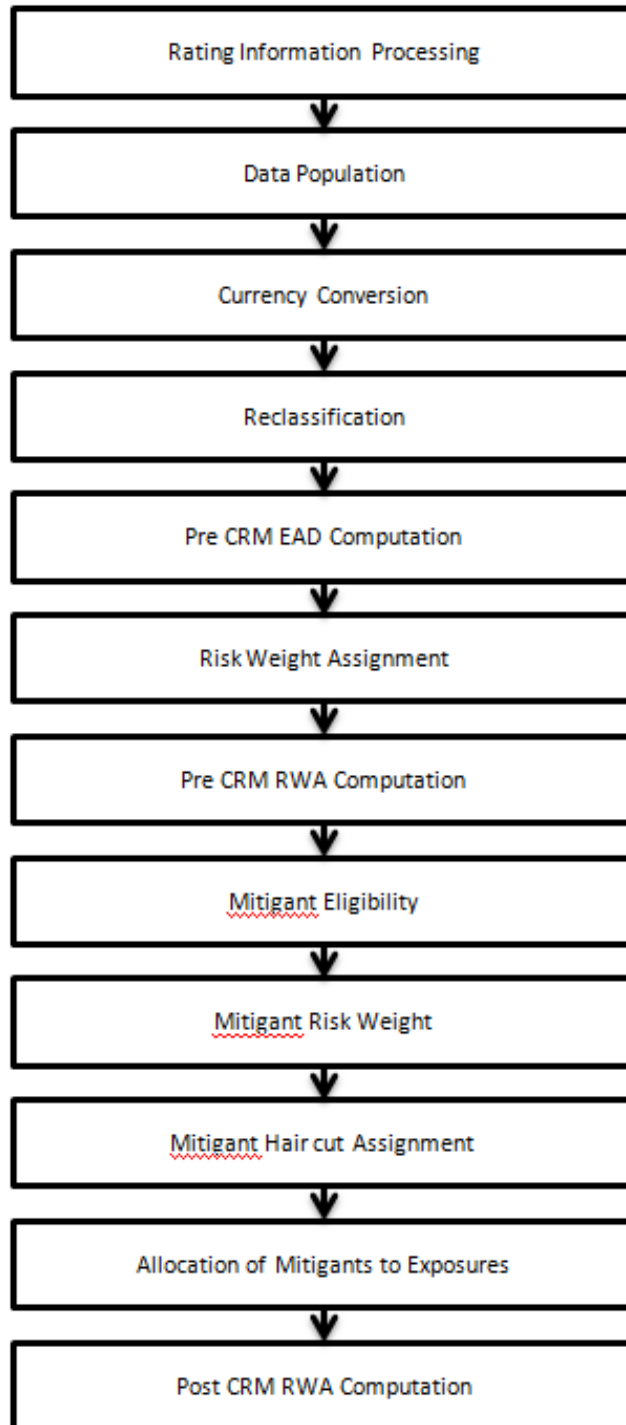 Rating Information Processing
Data Population
Currency Conversion
Reclassification
Pre CRM EAD Computation
Risk Weight Assignment
Pre CRM RWA Computation
Mitigant Eligibility
Mitigant Risk Weight
Mitigant Hair cut Assignment
Allocation of Mitigants to Exposures
Post CRM RWA Computation